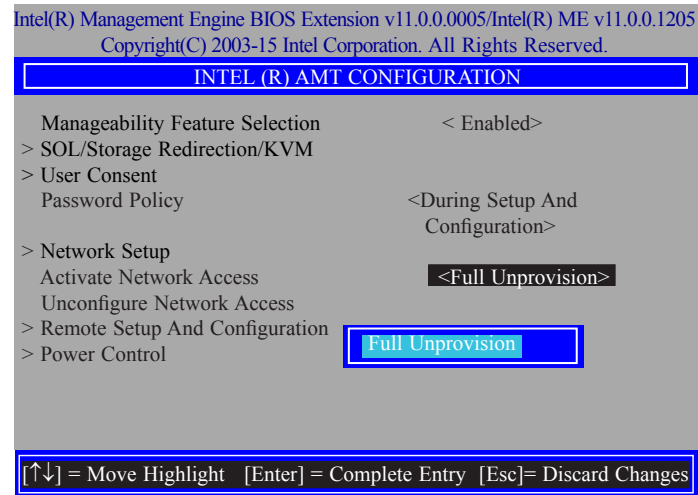 Intel(R) Management Engine BIOS Extension v11.0.0.0005/Intel(R) ME v11.0.0.1205
Copyright(C) 2003-15 Intel Corporation. All Rights Reserved.
INTEL (R) AMT CONFIGURATION
Manageability Feature Selection < Enabled>
> SOL/Storage Redirection/KVM
> User Consent
Password Policy <During Setup And
Configuration>
> Network Setup
Activate Network Access <Full Unprovision>
Unconfigure Network Access
> Remote Setup And Configuration
Full Unprovision
> Power Control
[↑↓] = Move Highlight [Enter] = Complete Entry [Esc]= Discard Changes